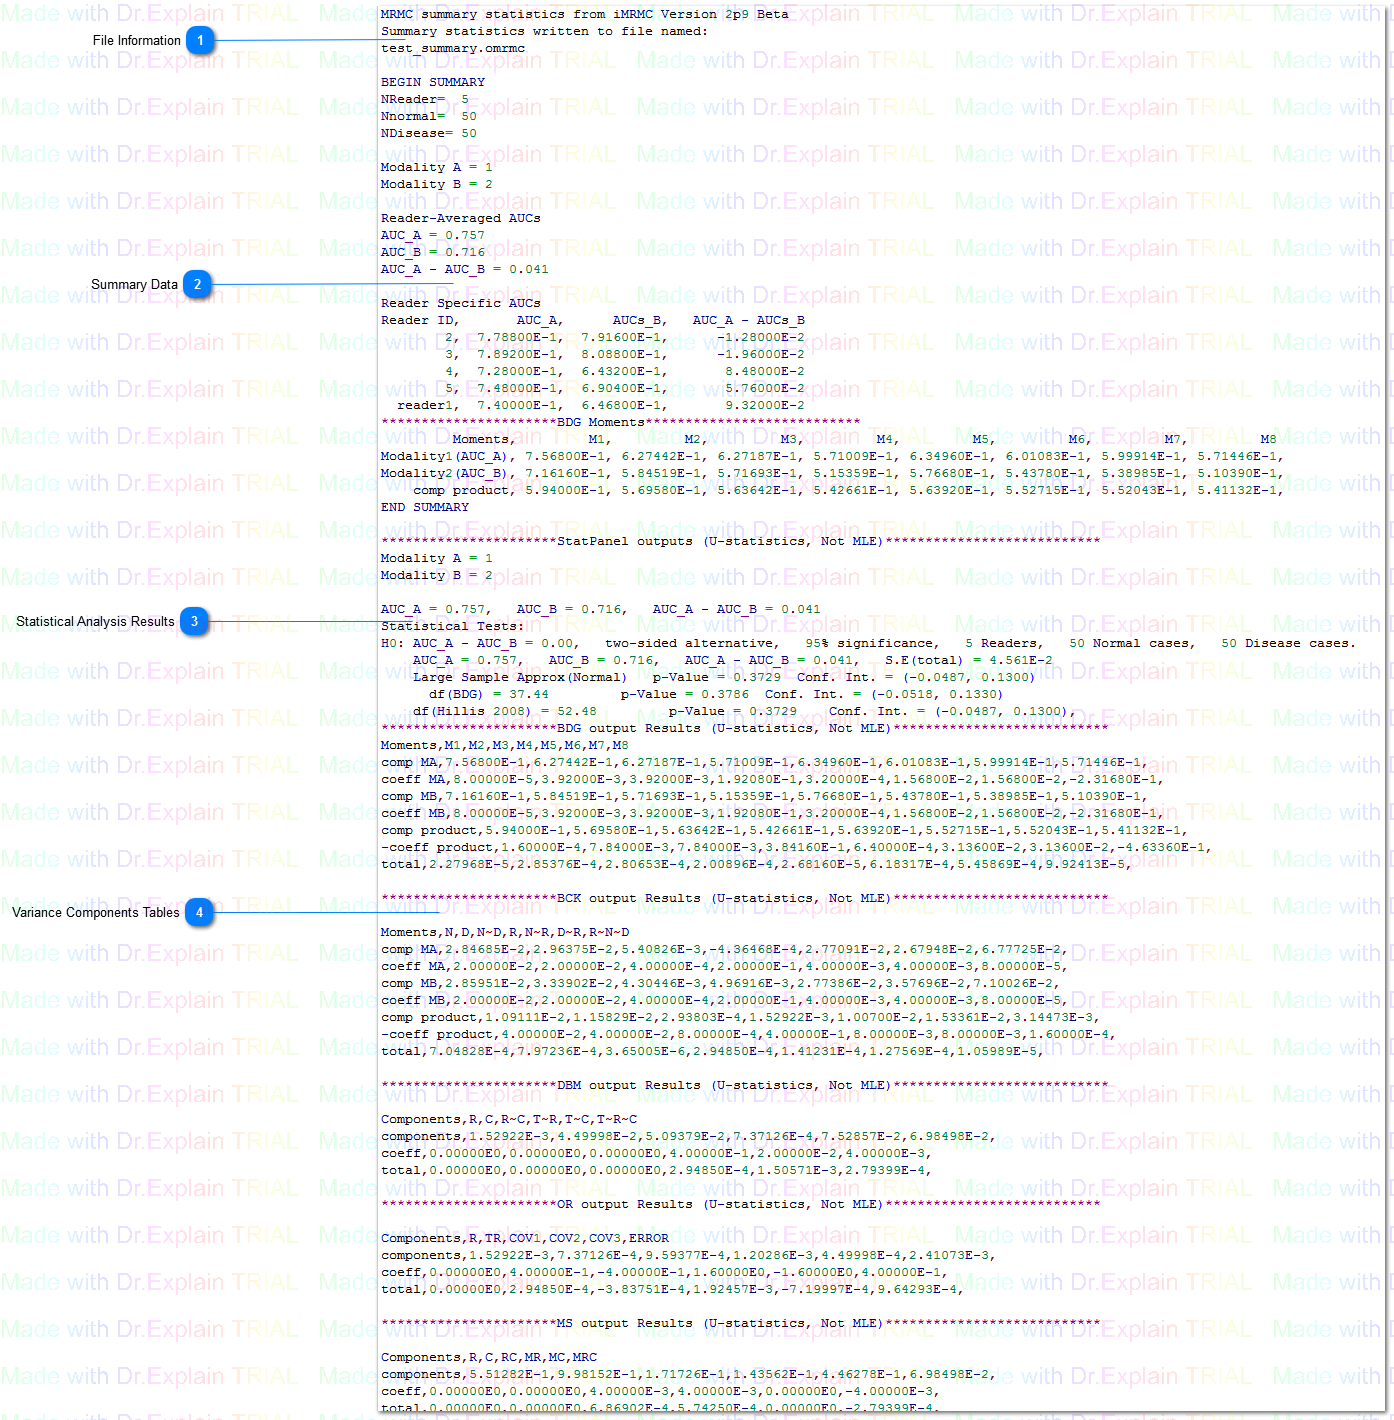 MRMC summary statistics from iMRMC Version 2p9 Beta
Summary statistics written to file named:
File Information 1
test_summary.omrmc
BEGIN SUMMARY
NReader= 5
Nnormal= 50
NDisease= 50
Modality A = 1
Modality B = 2
Reader-Averaged AUCs
AUC_A = 0.757
AUC_B = 0.716
AUC_A - AUC_B = 0.041
Summary Data 2
Reader Specific AUCs
Reader ID, AUC_A, AUCs_B, AUC_A - AUCs_B
2, 7.78800E-1, 7.91600E-1, -1.28000E-2
3, 7.89200E-1, 8.08800E-1, -1.96000E-2
4, 7.28000E-1, 6.43200E-1, 8.48000E-2
5, 7.48000E-1, 6.90400E-1, 5.76000E-2
reader1, 7.40000E-1, 6.46800E-1, 9.32000E-2
**********************BDG Moments***************************
Moments, M1, M2, M3, M4, M5, M6, M7, M8
Modality1(AUC_A), 7.56800E-1, 6.27442E-1, 6.27187E-1, 5.71009E-1, 6.34960E-1, 6.01083E-1, 5.99914E-1, 5.71446E-1,
Modality2(AUC_B), 7.16160E-1, 5.84519E-1, 5.71693E-1, 5.15359E-1, 5.76680E-1, 5.43780E-1, 5.38985E-1, 5.10390E-1,
comp product, 5.94000E-1, 5.69580E-1, 5.63642E-1, 5.42661E-1, 5.63920E-1, 5.52715E-1, 5.52043E-1, 5.41132E-1,
END SUMMARY
**********************StatPanel outputs (U-statistics, Not MLE)***************************
Modality A = 1
Modality B = 2
AUC_A = 0.757, AUC_B = 0.716, AUC_A - AUC_B = 0.041
Statistical Analysis Results 3
Statistical Tests:
H0: AUC_A - AUC_B = 0.00, two-sided alternative, 95% significance, 5 Readers, 50 Normal cases, 50 Disease cases.
AUC_A = 0.757, AUC_B = 0.716, AUC_A - AUC_B = 0.041, S.E(total) = 4.561E-2
Large Sample Approx(Normal) p-Value = 0.3729 Conf. Int. = (-0.0487, 0.1300)
df(BDG) = 37.44 p-Value = 0.3786 Conf. Int. = (-0.0518, 0.1330)
df(Hillis 2008) = 52.48 p-Value = 0.3729 Conf. Int. = (-0.0487, 0.1300),
**********************BDG output Results (U-statistics, Not MLE)***************************
Moments,M1,M2,M3,M4,M5,M6,M7,M8
comp MA,7.56800E-1,6.27442E-1,6.27187E-1,5.71009E-1,6.34960E-1,6.01083E-1,5.99914E-1,5.71446E-1,
coeff MA,8.00000E-5,3.92000E-3,3.92000E-3,1.92080E-1,3.20000E-4,1.56800E-2,1.56800E-2,-2.31680E-1,
comp MB,7.16160E-1,5.84519E-1,5.71693E-1,5.15359E-1,5.76680E-1,5.43780E-1,5.38985E-1,5.10390E-1,
coeff MB,8.00000E-5,3.92000E-3,3.92000E-3,1.92080E-1,3.20000E-4,1.56800E-2,1.56800E-2,-2.31680E-1,
comp product,5.94000E-1,5.69580E-1,5.63642E-1,5.42661E-1,5.63920E-1,5.52715E-1,5.52043E-1,5.41132E-1,
-coeff product,1.60000E-4,7.84000E-3,7.84000E-3,3.84160E-1,6.40000E-4,3.13600E-2,3.13600E-2,-4.63360E-1,
total,2.27968E-5,2.85376E-4,2.80653E-4,2.00896E-4,2.68160E-5,6.18317E-4,5.45869E-4,9.92413E-5,
**********************BCK output Results (U-statistics, Not MLE)***************************
Variance Components Tables 4
Moments,N,D,N~D,R,N~R,D~R,R~N~D
comp MA,2.84685E-2,2.96375E-2,5.40826E-3,-4.36468E-4,2.77091E-2,2.67948E-2,6.77725E-2,
coeff MA,2.00000E-2,2.00000E-2,4.00000E-4,2.00000E-1,4.00000E-3,4.00000E-3,8.00000E-5,
comp MB,2.85951E-2,3.33902E-2,4.30446E-3,4.96916E-3,2.77386E-2,3.57696E-2,7.10026E-2,
coeff MB,2.00000E-2,2.00000E-2,4.00000E-4,2.00000E-1,4.00000E-3,4.00000E-3,8.00000E-5,
comp product,1.09111E-2,1.15829E-2,2.93803E-4,1.52922E-3,1.00700E-2,1.53361E-2,3.14473E-3,
-coeff product,4.00000E-2,4.00000E-2,8.00000E-4,4.00000E-1,8.00000E-3,8.00000E-3,1.60000E-4,
total,7.04828E-4,7.97236E-4,3.65005E-6,2.94850E-4,1.41231E-4,1.27569E-4,1.05989E-5,
**********************DBM output Results (U-statistics, Not MLE)***************************
Components,R,C,R~C,T~R,T~C,T~R~C
components,1.52922E-3,4.49998E-2,5.09379E-2,7.37126E-4,7.52857E-2,6.98498E-2,
coeff,0.00000E0,0.00000E0,0.00000E0,4.00000E-1,2.00000E-2,4.00000E-3,
total,0.00000E0,0.00000E0,0.00000E0,2.94850E-4,1.50571E-3,2.79399E-4,
**********************OR output Results (U-statistics, Not MLE)***************************
Components,R,TR,COV1,COV2,COV3,ERROR
components,1.52922E-3,7.37126E-4,9.59377E-4,1.20286E-3,4.49998E-4,2.41073E-3,
coeff,0.00000E0,4.00000E-1,-4.00000E-1,1.60000E0,-1.60000E0,4.00000E-1,
total,0.00000E0,2.94850E-4,-3.83751E-4,1.92457E-3,-7.19997E-4,9.64293E-4,
**********************MS output Results (U-statistics, Not MLE)***************************
Components,R,C,RC,MR,MC,MRC
components,5.51282E-1,9.98152E-1,1.71726E-1,1.43562E-1,4.46278E-1,6.98498E-2,
coeff,0.00000E0,0.00000E0,4.00000E-3,4.00000E-3,0.00000E0,-4.00000E-3,
total,0.00000E0,0.00000E0,6.86902E-4,5.74250E-4,0.00000E0,-2.79399E-4,